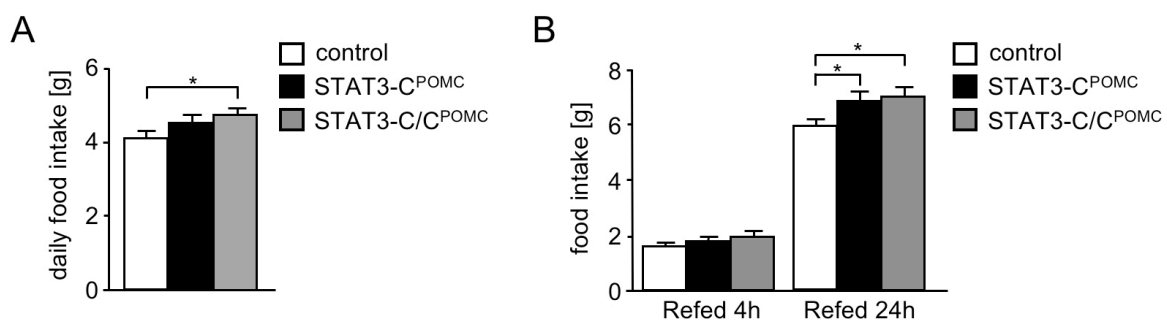 A
daily food intake [g]
6
4
2
0
*
control
STAT3-CPOMC
STAT3-C/CPOMC
B
food intake [g]
8
6
4
2
0
*
*
Refed 4h
Refed 24h
control
STAT3-CPOMC
STAT3-C/CPOMC